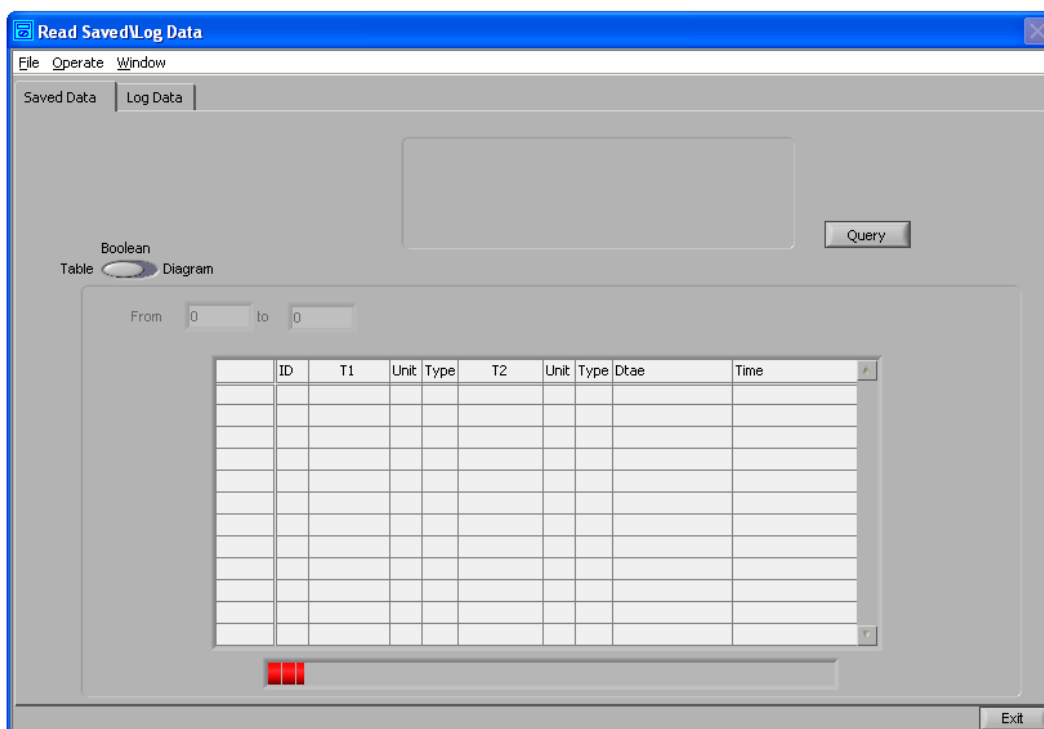 Read Saved\Log Data
File Operate Window
Saved Data Log Data
Query
Boolean
Table Diagram
From 0 to 0
ID T1 Unit Type T2 Unit Type Dtae Time
Exit